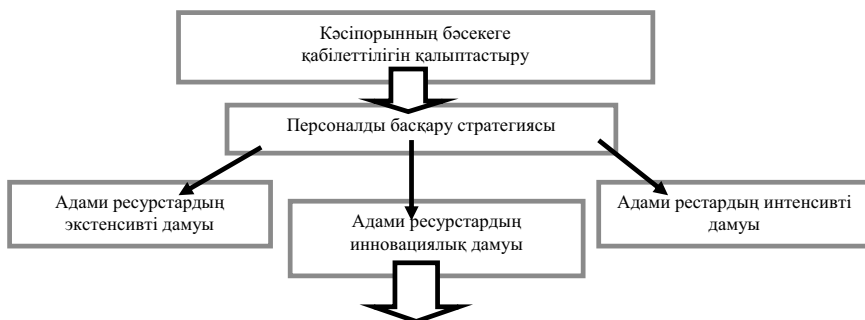 Кәсіпорынның бәсекеге
қабілеттілігін қалыптастыру
Персоналды басқару стратегиясы
Адами ресурстардың
экстенсивті дамуы
Адами ресурстардың
инновациялық дамуы
Адами рестардың интенсивті
дамуы